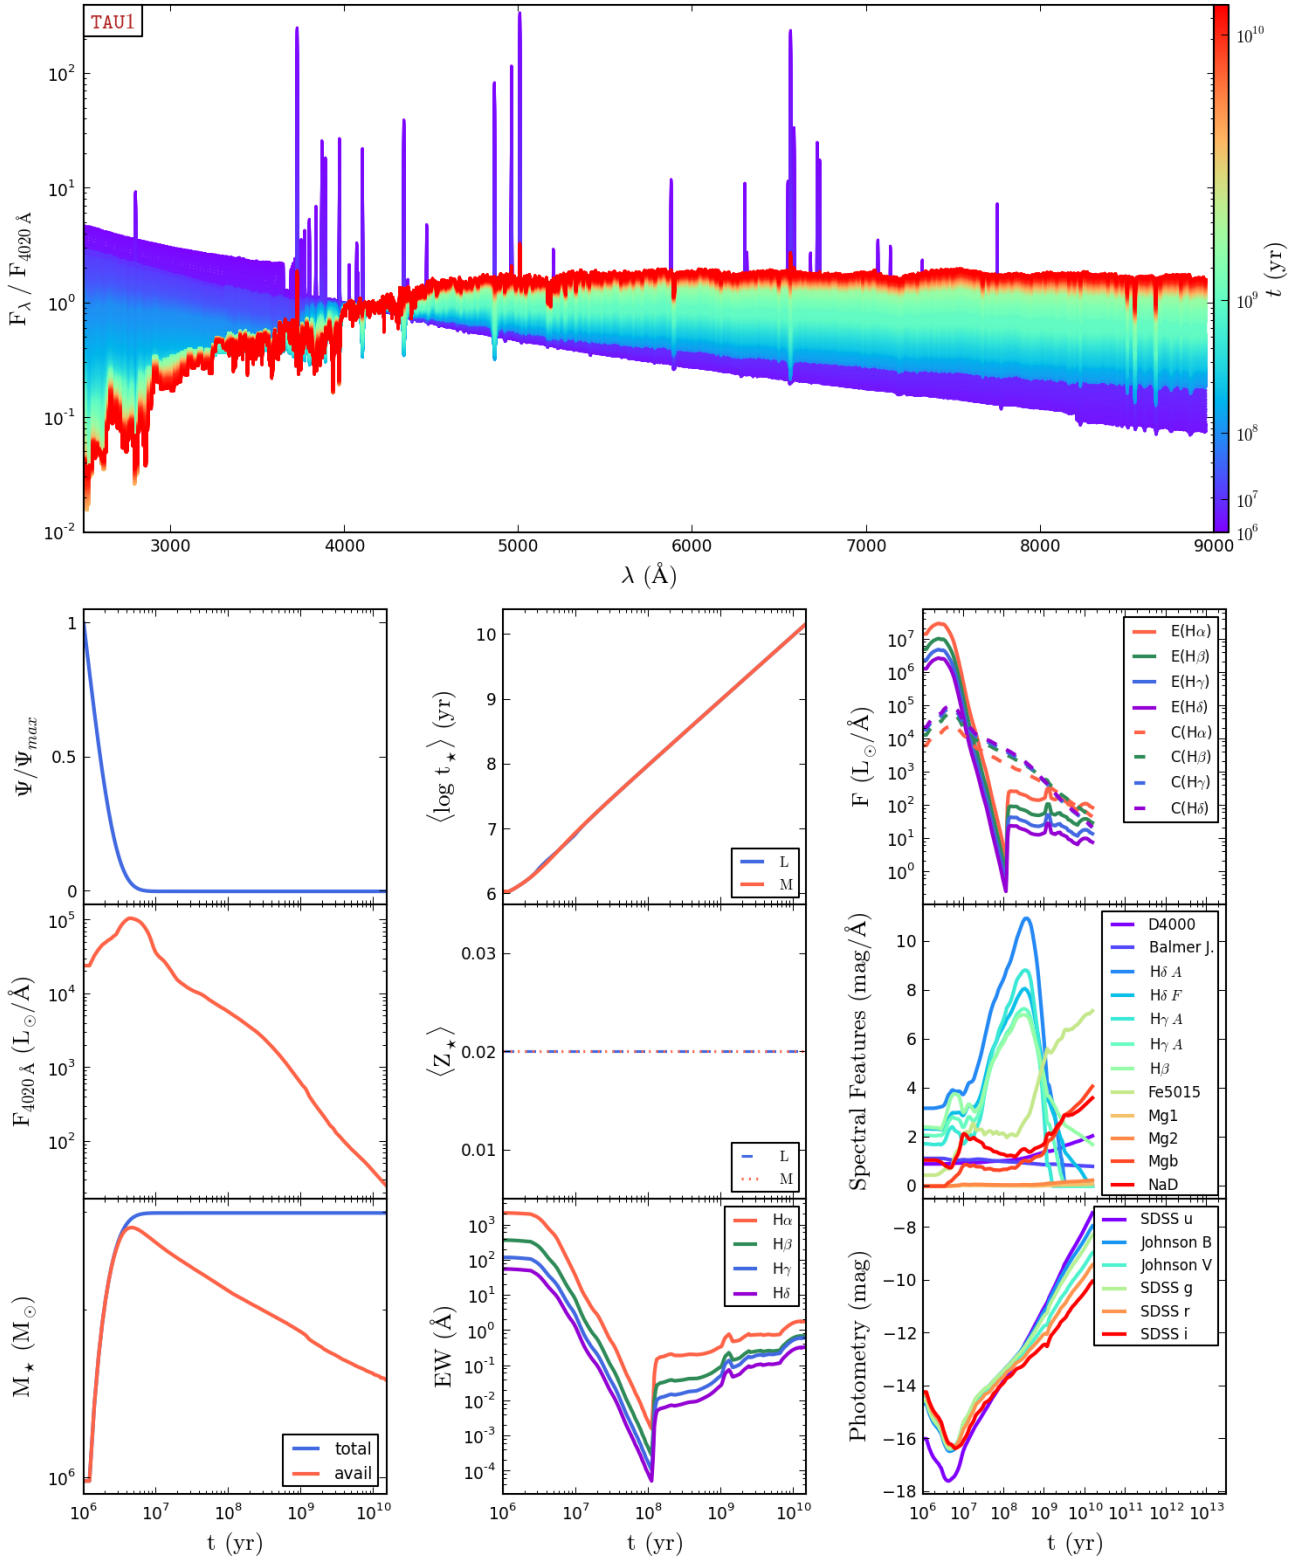 TAU1
10^2
10^1
10^0
10^-1
10^-2
F_λ / F_4020 Å
3000
4000
5000
6000
7000
8000
9000
λ (Å)
10^10
10^9
10^8
10^7
10^6
t (yr)
1
0.5
0
Ψ/Ψ_max
10
9
8
7
6
⟨log t_⋆⟩ (yr)
L
M
10^7
10^6
10^5
10^4
10^3
10^2
10^1
10^0
F (L_⊙/Å)
E(Hα)
E(Hβ)
E(Hγ)
E(Hδ)
C(Hα)
C(Hβ)
C(Hγ)
C(Hδ)
10^5
10^4
10^3
10^2
F_4020 Å (L_⊙/Å)
0.03
0.02
0.01
⟨Z_⋆⟩
L
M
10
8
6
4
2
0
Spectral Features (mag/Å)
D4000
Balmer J.
Hδ A
Hδ F
Hγ A
Hγ A
Hβ
Fe5015
Mg1
Mg2
Mgb
NaD
10^6
M_⋆ (M_⊙)
total
avail
10^6 10^7 10^8 10^9 10^10
t (yr)
10^3
10^2
10^1
10^0
10^-1
10^-2
10^-3
10^-4
EW (Å)
Hα
Hβ
Hγ
Hδ
10^6 10^7 10^8 10^9 10^10
t (yr)
−8
−10
−12
−14
−16
−18
Photometry (mag)
SDSS u
Johnson B
Johnson V
SDSS g
SDSS r
SDSS i
10^6 10^7 10^8 10^9 10^10 10^11 10^12 10^13
t (yr)